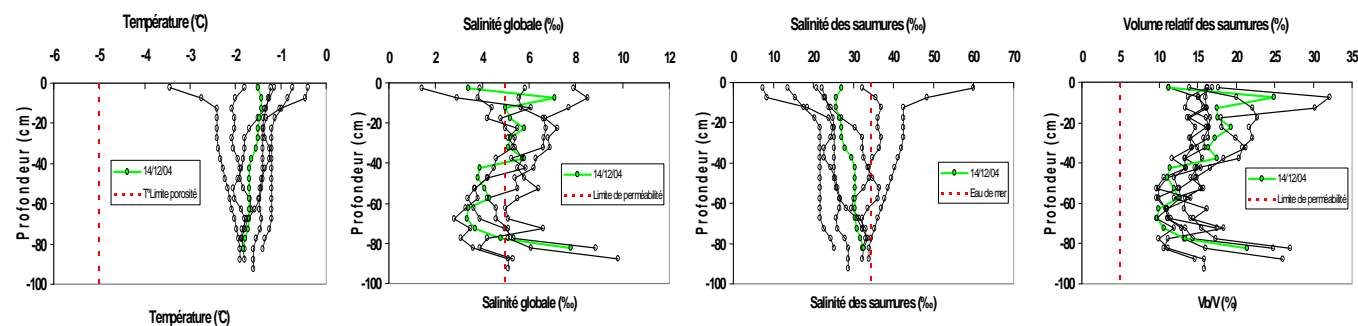 Température (°C)
-6 -5 -4 -3 -2 -1 0
Profondeur (cm)
0
-20
-40
-60
-80
-100
14/12/04
T°Limite porosité
Température (°C)
Salinité globale (‰)
0 2 4 6 8 10 12
Profondeur (cm)
0
-20
-40
-60
-80
-100
14/12/04
Limite de perméabilité
Salinité globale (‰)
Salinité des saumures (‰)
0 10 20 30 40 50 60 70
Profondeur (cm)
0
-20
-40
-60
-80
-100
14/12/04
Eau de mer
Salinité des saumures (‰)
Volume relatif des saumures (%)
0 5 10 15 20 25 30 35
Profondeur (cm)
0
-20
-40
-60
-80
-100
14/12/04
Limite de perméabilité
Vb/V (%)